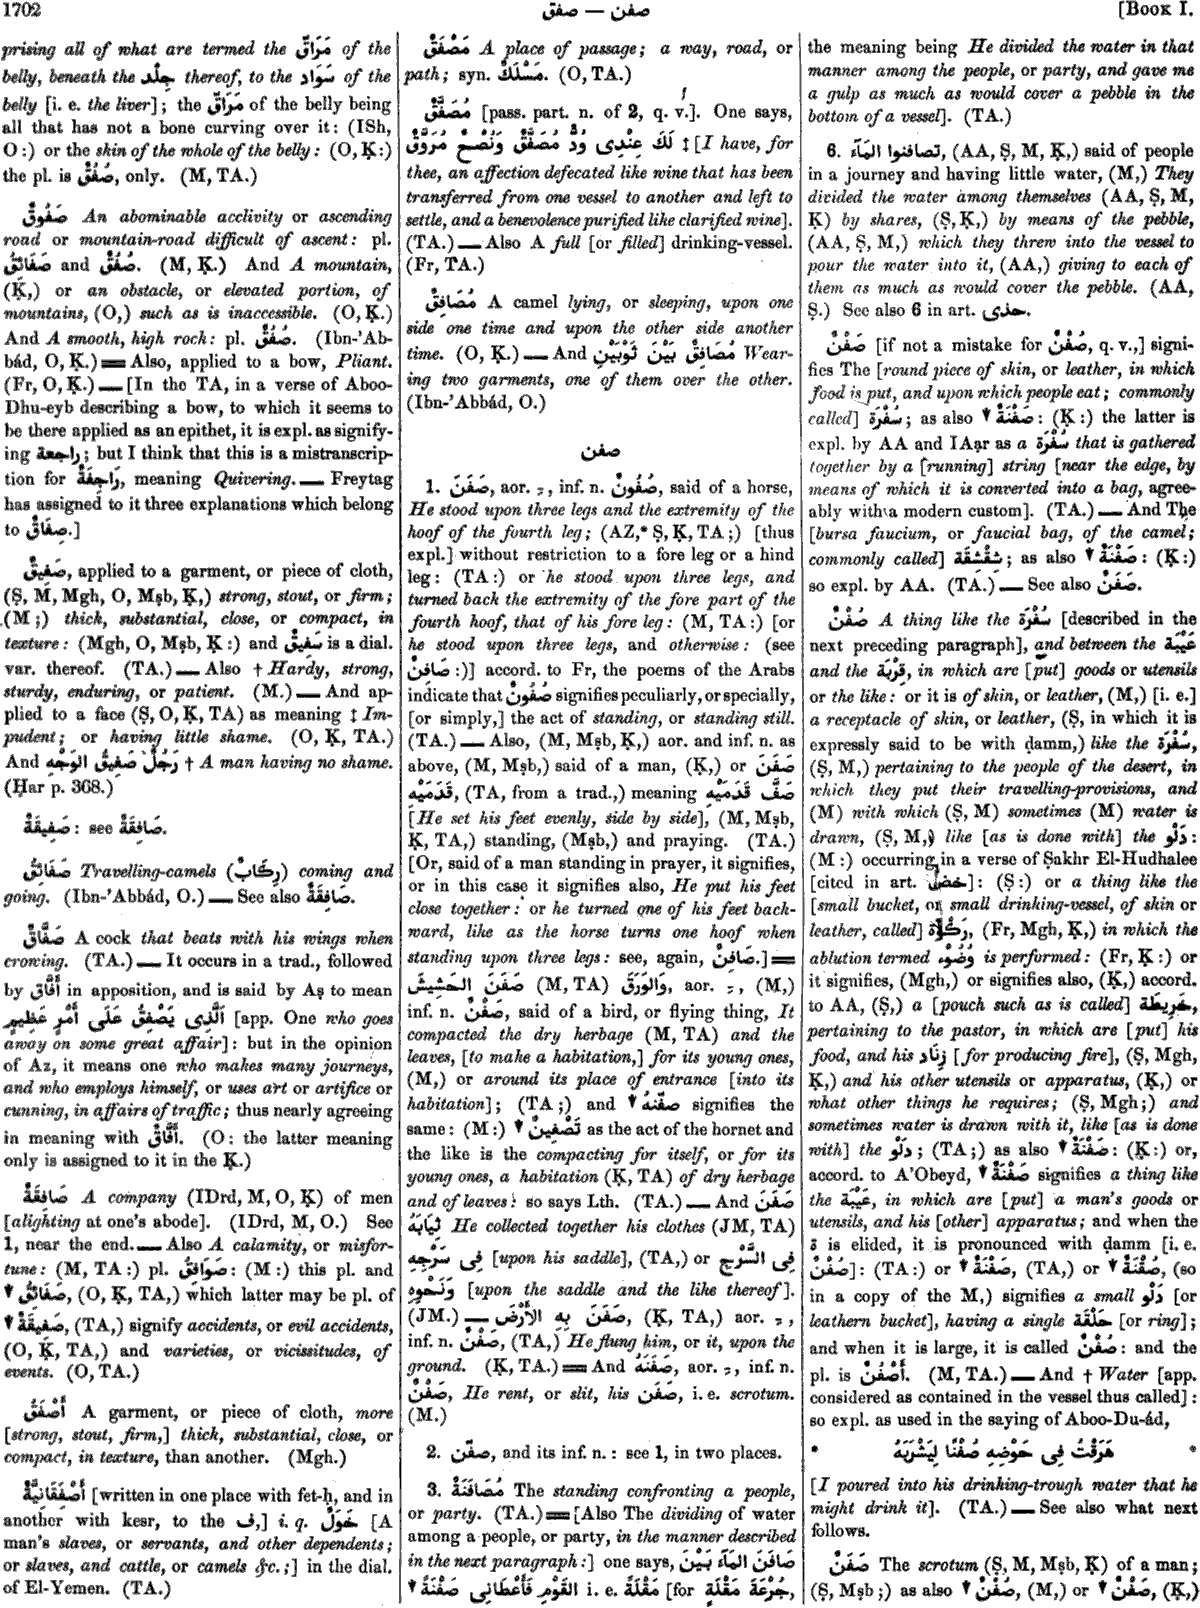 1702
صفن — صفق
[Book I.
prising all of what are termed the مَرَاقّ of the
belly, beneath the جِلْد thereof, to the سَوَاد of the
belly [i. e. the liver]; the مَرَاقّ of the belly being
all that has not a bone curving over it: (ISh,
O:) or the skin of the whole of the belly: (O, Ḳ:)
the pl. is صُفُقٌ, only. (M, TA.)
صَفُوقٌ An abominable acclivity or ascending
road or mountain-road difficult of ascent: pl.
صَفَائِقُ and صُفُقٌ. (M, Ḳ.) And A mountain,
(Ḳ,) or an obstacle, or elevated portion, of
mountains, (O,) such as is inaccessible. (O, Ḳ.)
And A smooth, high rock: pl. صُفُقٌ. (Ibn-'Ab-
bád, O, Ḳ.) ═ Also, applied to a bow, Pliant.
(Fr, O, Ḳ.) — [In the TA, in a verse of Aboo-
Dhu-eyb describing a bow, to which it seems to
be there applied as an epithet, it is expl. as signify-
ing راجعة; but I think that this is a mistranscrip-
tion for رَاجِفَةٌ, meaning Quivering. — Freytag
has assigned to it three explanations which belong
to صِفَاقٌ.]
صَفِيقٌ, applied to a garment, or piece of cloth,
(Ṣ, M, Mgh, O, Mṣb, Ḳ,) strong, stout, or firm;
(M;) thick, substantial, close, or compact, in
texture: (Mgh, O, Mṣb, Ḳ:) and سَفِيقٌ is a dial.
var. thereof. (TA.) — Also † Hardy, strong,
sturdy, enduring, or patient. (M.) — And ap-
plied to a face (Ṣ, O, Ḳ, TA) as meaning ‡ Im-
pudent; or having little shame. (O, Ḳ, TA.)
And رَجُلٌ صَفِيقُ الوَجْهِ † A man having no shame.
(Ḥar p. 368.)
صَفِيقَةٌ: see صَافِقَةٌ.
صَفَائِقُ Travelling-camels (رِكَابٌ) coming and
going. (Ibn-'Abbád, O.) — See also صَافِقَةٌ.
صَفَّاقٌ A cock that beats with his wings when
crowing. (TA.) — It occurs in a trad., followed
by أَفَّاق in apposition, and is said by Aṣ to mean
اَلَّذِى يَصْفِقُ عَلَى أَمْرٍ عَظِيمٍ [app. One who goes
away on some great affair]: but in the opinion
of Az, it means one who makes many journeys,
and who employs himself, or uses art or artifice or
cunning, in affairs of traffic; thus nearly agreeing
in meaning with أَفَّاقٌ. (O: the latter meaning
only is assigned to it in the Ḳ.)
صَافِقَةٌ A company (IDrd, M, O, Ḳ) of men
[alighting at one's abode]. (IDrd, M, O.) See
1, near the end. — Also A calamity, or misfor-
tune: (M, TA:) pl. صَوَافِقُ: (M:) this pl. and
▼ صَفَائِقُ, (O, Ḳ, TA,) which latter may be pl. of
▼ صَفِيقَةٌ, (TA,) signify accidents, or evil accidents,
(O, Ḳ, TA,) and varieties, or vicissitudes, of
events. (O, TA.)
أَصْفَقُ A garment, or piece of cloth, more
[strong, stout, firm,] thick, substantial, close, or
compact, in texture, than another. (Mgh.)
أَصْفَقَانِيَّةٌ [written in one place with fet-ḥ, and in
another with kesr, to the ف,] i. q. خَوَلٌ [A
man's slaves, or servants, and other dependents;
or slaves, and cattle, or camels &c.;] in the dial.
of El-Yemen. (TA.)
مَصْفَقٌ A place of passage; a way, road, or
path; syn. مَسْلَكٌ. (O, TA.)
مُصَفَّقٌ [pass. part. n. of 2, q. v.]. One says,
لَكَ عِنْدِى وُدٌّ مُصَفَّقٌ وَنُصْحٌ مُرَوَّقٌ ‡ [I have, for
thee, an affection defecated like wine that has been
transferred from one vessel to another and left to
settle, and a benevolence purified like clarified wine].
(TA.) — Also A full [or filled] drinking-vessel.
(Fr, TA.)
مُصَافِقٌ A camel lying, or sleeping, upon one
side one time and upon the other side another
time. (O, Ḳ.) — And مُصَافِقٌ بَيْنَ ثَوْبَيْنِ Wear-
ing two garments, one of them over the other.
(Ibn-'Abbád, O.)
صفن
1. صَفَنَ, aor. ـِ, inf. n. صُفُونٌ, said of a horse,
He stood upon three legs and the extremity of the
hoof of the fourth leg; (AZ,* Ṣ, Ḳ, TA;) [thus
expl.] without restriction to a fore leg or a hind
leg: (TA:) or he stood upon three legs, and
turned back the extremity of the fore part of the
fourth hoof, that of his fore leg: (M, TA:) [or
he stood upon three legs, and otherwise: (see
صَافِنٌ:)] accord. to Fr, the poems of the Arabs
indicate that صُفُونٌ signifies peculiarly, or specially,
[or simply,] the act of standing, or standing still.
(TA.) — Also, (M, Mṣb, Ḳ,) aor. and inf. n. as
above, (M, Mṣb,) said of a man, (Ḳ,) or صَفَنَ
قَدَمَيْهِ, (TA, from a trad.,) meaning صَفَّ قَدَمَيْهِ
[He set his feet evenly, side by side], (M, Mṣb,
Ḳ, TA,) standing, (Mṣb,) and praying. (TA.)
[Or, said of a man standing in prayer, it signifies,
or in this case it signifies also, He put his feet
close together: or he turned one of his feet back-
ward, like as the horse turns one hoof when
standing upon three legs: see, again, صَافِنٌ.] ═
صَفَنَ الحَشِيشَ (M, TA) وَالوَرَقَ, aor. ـِ, (M,)
inf. n. صَفْنٌ, said of a bird, or flying thing, It
compacted the dry herbage (M, TA) and the
leaves, [to make a habitation,] for its young ones,
(M,) or around its place of entrance [into its
habitation]; (TA;) and ▼ صفّنهُ signifies the
same: (M:) ▼ تَصْفِينٌ as the act of the hornet and
the like is the compacting for itself, or for its
young ones, a habitation (Ḳ, TA) of dry herbage
and of leaves: so says Lth. (TA.) — And صَفَنَ
ثِيَابَهُ He collected together his clothes (JM, TA)
فِى سَرْجِهِ [upon his saddle], (TA,) or فِى السَّرْجِ
وَنَحْوِهِ [upon the saddle and the like thereof].
(JM.) — صَفَنَ بِهِ الأَرْضَ, (Ḳ, TA,) aor. ـِ,
inf. n. صَفْنٌ, (TA,) He flung him, or it, upon the
ground. (Ḳ, TA.) ═ And صَفَنَهُ, aor. ـِ, inf. n.
صَفْنٌ, He rent, or slit, his صَفَن, i. e. scrotum.
(M.)
2. صفّن, and its inf. n.: see 1, in two places.
3. مُصَافَنَةٌ The standing confronting a people,
or party. (TA.) ═ [Also The dividing of water
among a people, or party, in the manner described
in the next paragraph:] one says, صَافَنَ المَآءَ بَيْنَ
القَوْمِ فَأَعْطَانِى صَفْنَةً ▼ i. e. مَقْلَةً [for جُرْعَةَ مَقْلَةٍ,
the meaning being He divided the water in that
manner among the people, or party, and gave me
a gulp as much as would cover a pebble in the
bottom of a vessel]. (TA.)
6. تصافنوا المَآءَ, (AA, Ṣ, M, Ḳ,) said of people
in a journey and having little water, (M,) They
divided the water among themselves (AA, Ṣ, M,
Ḳ) by shares, (Ṣ, Ḳ,) by means of the pebble,
(AA, Ṣ, M,) which they threw into the vessel to
pour the water into it, (AA,) giving to each of
them as much as would cover the pebble. (AA,
Ṣ.) See also 6 in art. حذى.
صَفْنٌ [if not a mistake for صُفْنٌ, q. v.,] signi-
fies The [round piece of skin, or leather, in which
food is put, and upon which people eat; commonly
called] سُفْرَة; as also ▼ صَفْنَةٌ: (Ḳ:) the latter is
expl. by AA and IAạr as a سُفْرَة that is gathered
together by a [running] string [near the edge, by
means of which it is converted into a bag, agree-
ably with a modern custom]. (TA.) — And The
[bursa faucium, or faucial bag, of the camel;
commonly called] شِقْشِقَة; as also ▼ صَفْنَةٌ: (Ḳ:)
so expl. by AA. (TA.) — See also صَفَنٌ.
صُفْنٌ A thing like the سُفْرَة [described in the
next preceding paragraph], and between the عَيْبَة
and the قِرْبَة, in which are [put] goods or utensils
or the like: or it is of skin, or leather, (M,) [i. e.]
a receptacle of skin, or leather, (Ṣ, in which it is
expressly said to be with ḍamm,) like the سُفْرَة,
(Ṣ, M,) pertaining to the people of the desert, in
which they put their travelling-provisions, and
(M) with which (Ṣ, M) sometimes (M) water is
drawn, (Ṣ, M,) like [as is done with] the دَلْو:
(M:) occurring in a verse of Ṣakhr El-Hudhalee
[cited in art. خضّ]: (Ṣ:) or a thing like the
[small bucket, or small drinking-vessel, of skin or
leather, called] رَكْوَة, (Fr, Mgh, Ḳ,) in which the
ablution termed وُضُوْء is performed: (Fr, Ḳ:) or
it signifies, (Mgh,) or signifies also, (Ḳ,) accord.
to AA, (Ṣ,) a [pouch such as is called] خَرِيطَة,
pertaining to the pastor, in which are [put] his
food, and his زِنَاد [for producing fire], (Ṣ, Mgh,
Ḳ,) and his other utensils or apparatus, (Ḳ,) or
what other things he requires; (Ṣ, Mgh;) and
sometimes water is drawn with it, like [as is done
with] the دَلْو; (TA;) as also ▼ صَفْنَةٌ: (Ḳ:) or,
accord. to A'Obeyd, ▼ صَفْنَةٌ signifies a thing like
the عَيْبَة, in which are [put] a man's goods or
utensils, and his [other] apparatus; and when the
ة is elided, it is pronounced with ḍamm [i. e.
صُفْنٌ]: (TA:) or ▼ صَفْنَةٌ, (TA,) or ▼ صُفْنَةٌ, (so
in a copy of the M,) signifies a small دَلْو [or
leathern bucket], having a single حَلْقَة [or ring];
and when it is large, it is called صُفْنٌ: and the
pl. is أَصْفُنٌ. (M, TA.) — And † Water [app.
considered as contained in the vessel thus called]:
so expl. as used in the saying of Aboo-Du-ád,
* هَرَقْتُ فِى حَوْضِهِ صُفْنًا لِيَشْرَبَهُ *
[I poured into his drinking-trough water that he
might drink it]. (TA.) — See also what next
follows.
صَفَنٌ The scrotum (Ṣ, M, Mṣb, Ḳ) of a man;
(Ṣ, Mṣb;) as also ▼ صُفْنٌ, (M,) or ▼ صَفْنٌ, (Ḳ,)